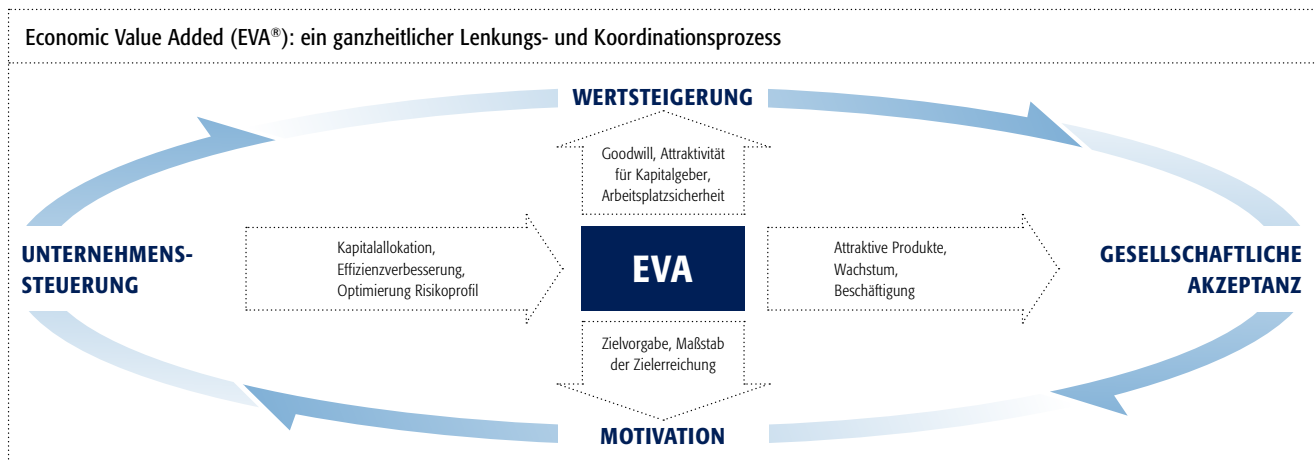 Economic Value Added (EVA®): ein ganzheitlicher Lenkungs- und Koordinationsprozess
WERTSTEIGERUNG
Goodwill, Attraktivität
für Kapitalgeber,
Arbeitsplatzsicherheit
UNTERNEHMENS-
STEUERUNG
Kapitalallokation,
Effizienzverbesserung,
Optimierung Risikoprofil
EVA
Attraktive Produkte,
Wachstum,
Beschäftigung
GESELLSCHAFTLICHE
AKZEPTANZ
Zielvorgabe, Maßstab
der Zielerreichung
MOTIVATION